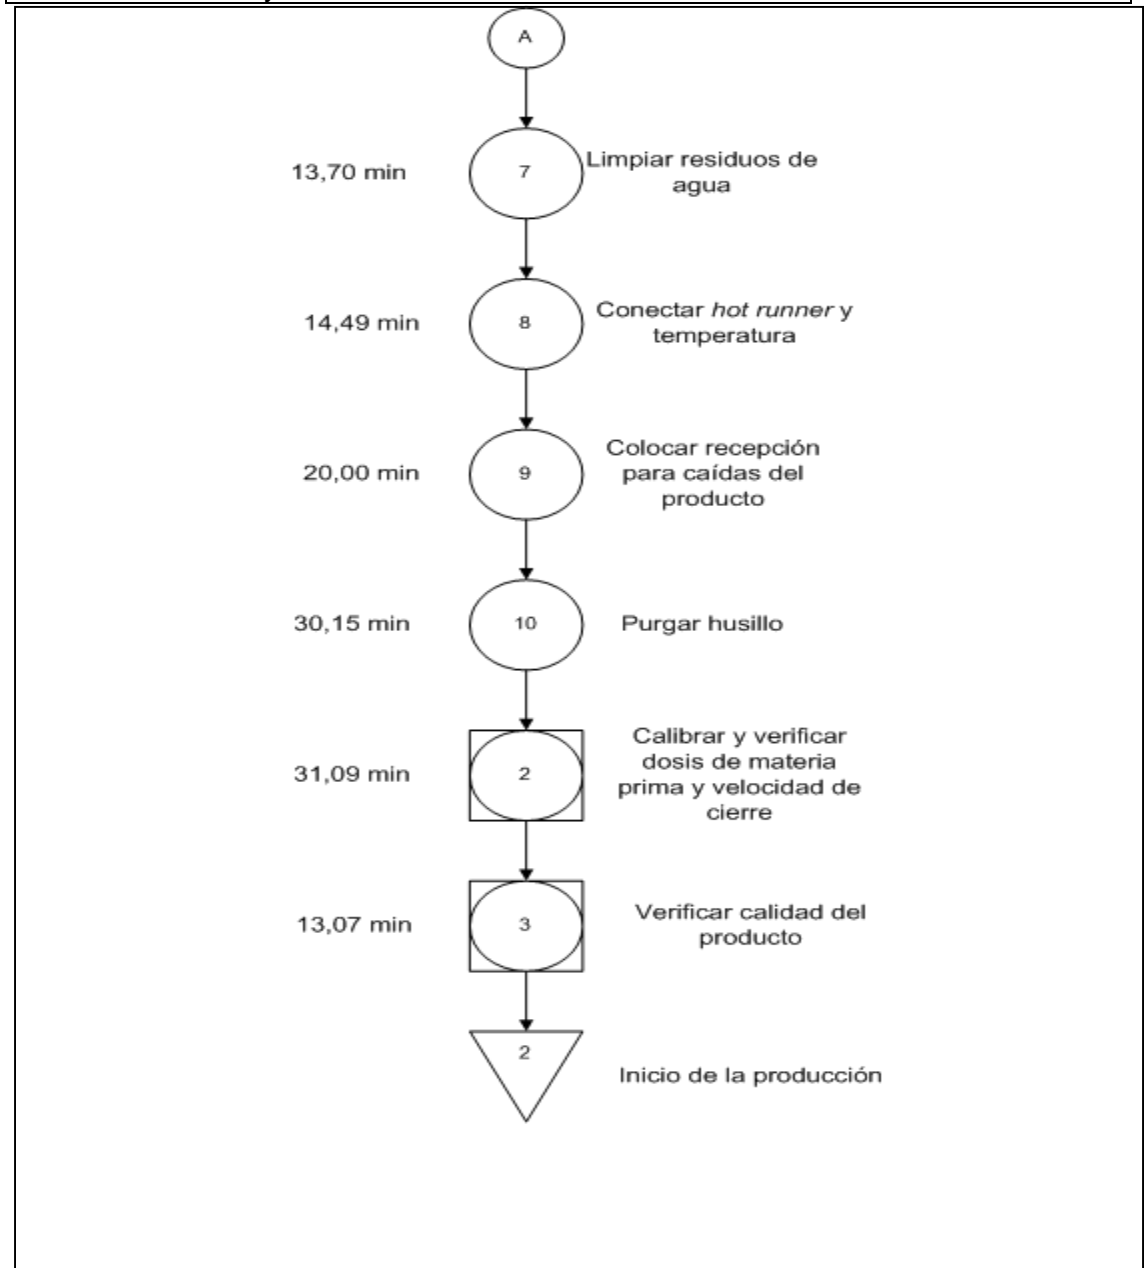 A
13,70 min
7
Limpiar residuos de
agua
14,49 min
8
Conectar hot runner y
temperatura
20,00 min
9
Colocar recepción
para caídas del
producto
30,15 min
10
Purgar husillo
31,09 min
2
Calibrar y verificar
dosis de materia
prima y velocidad de
cierre
13,07 min
3
Verificar calidad del
producto
2
Inicio de la producción